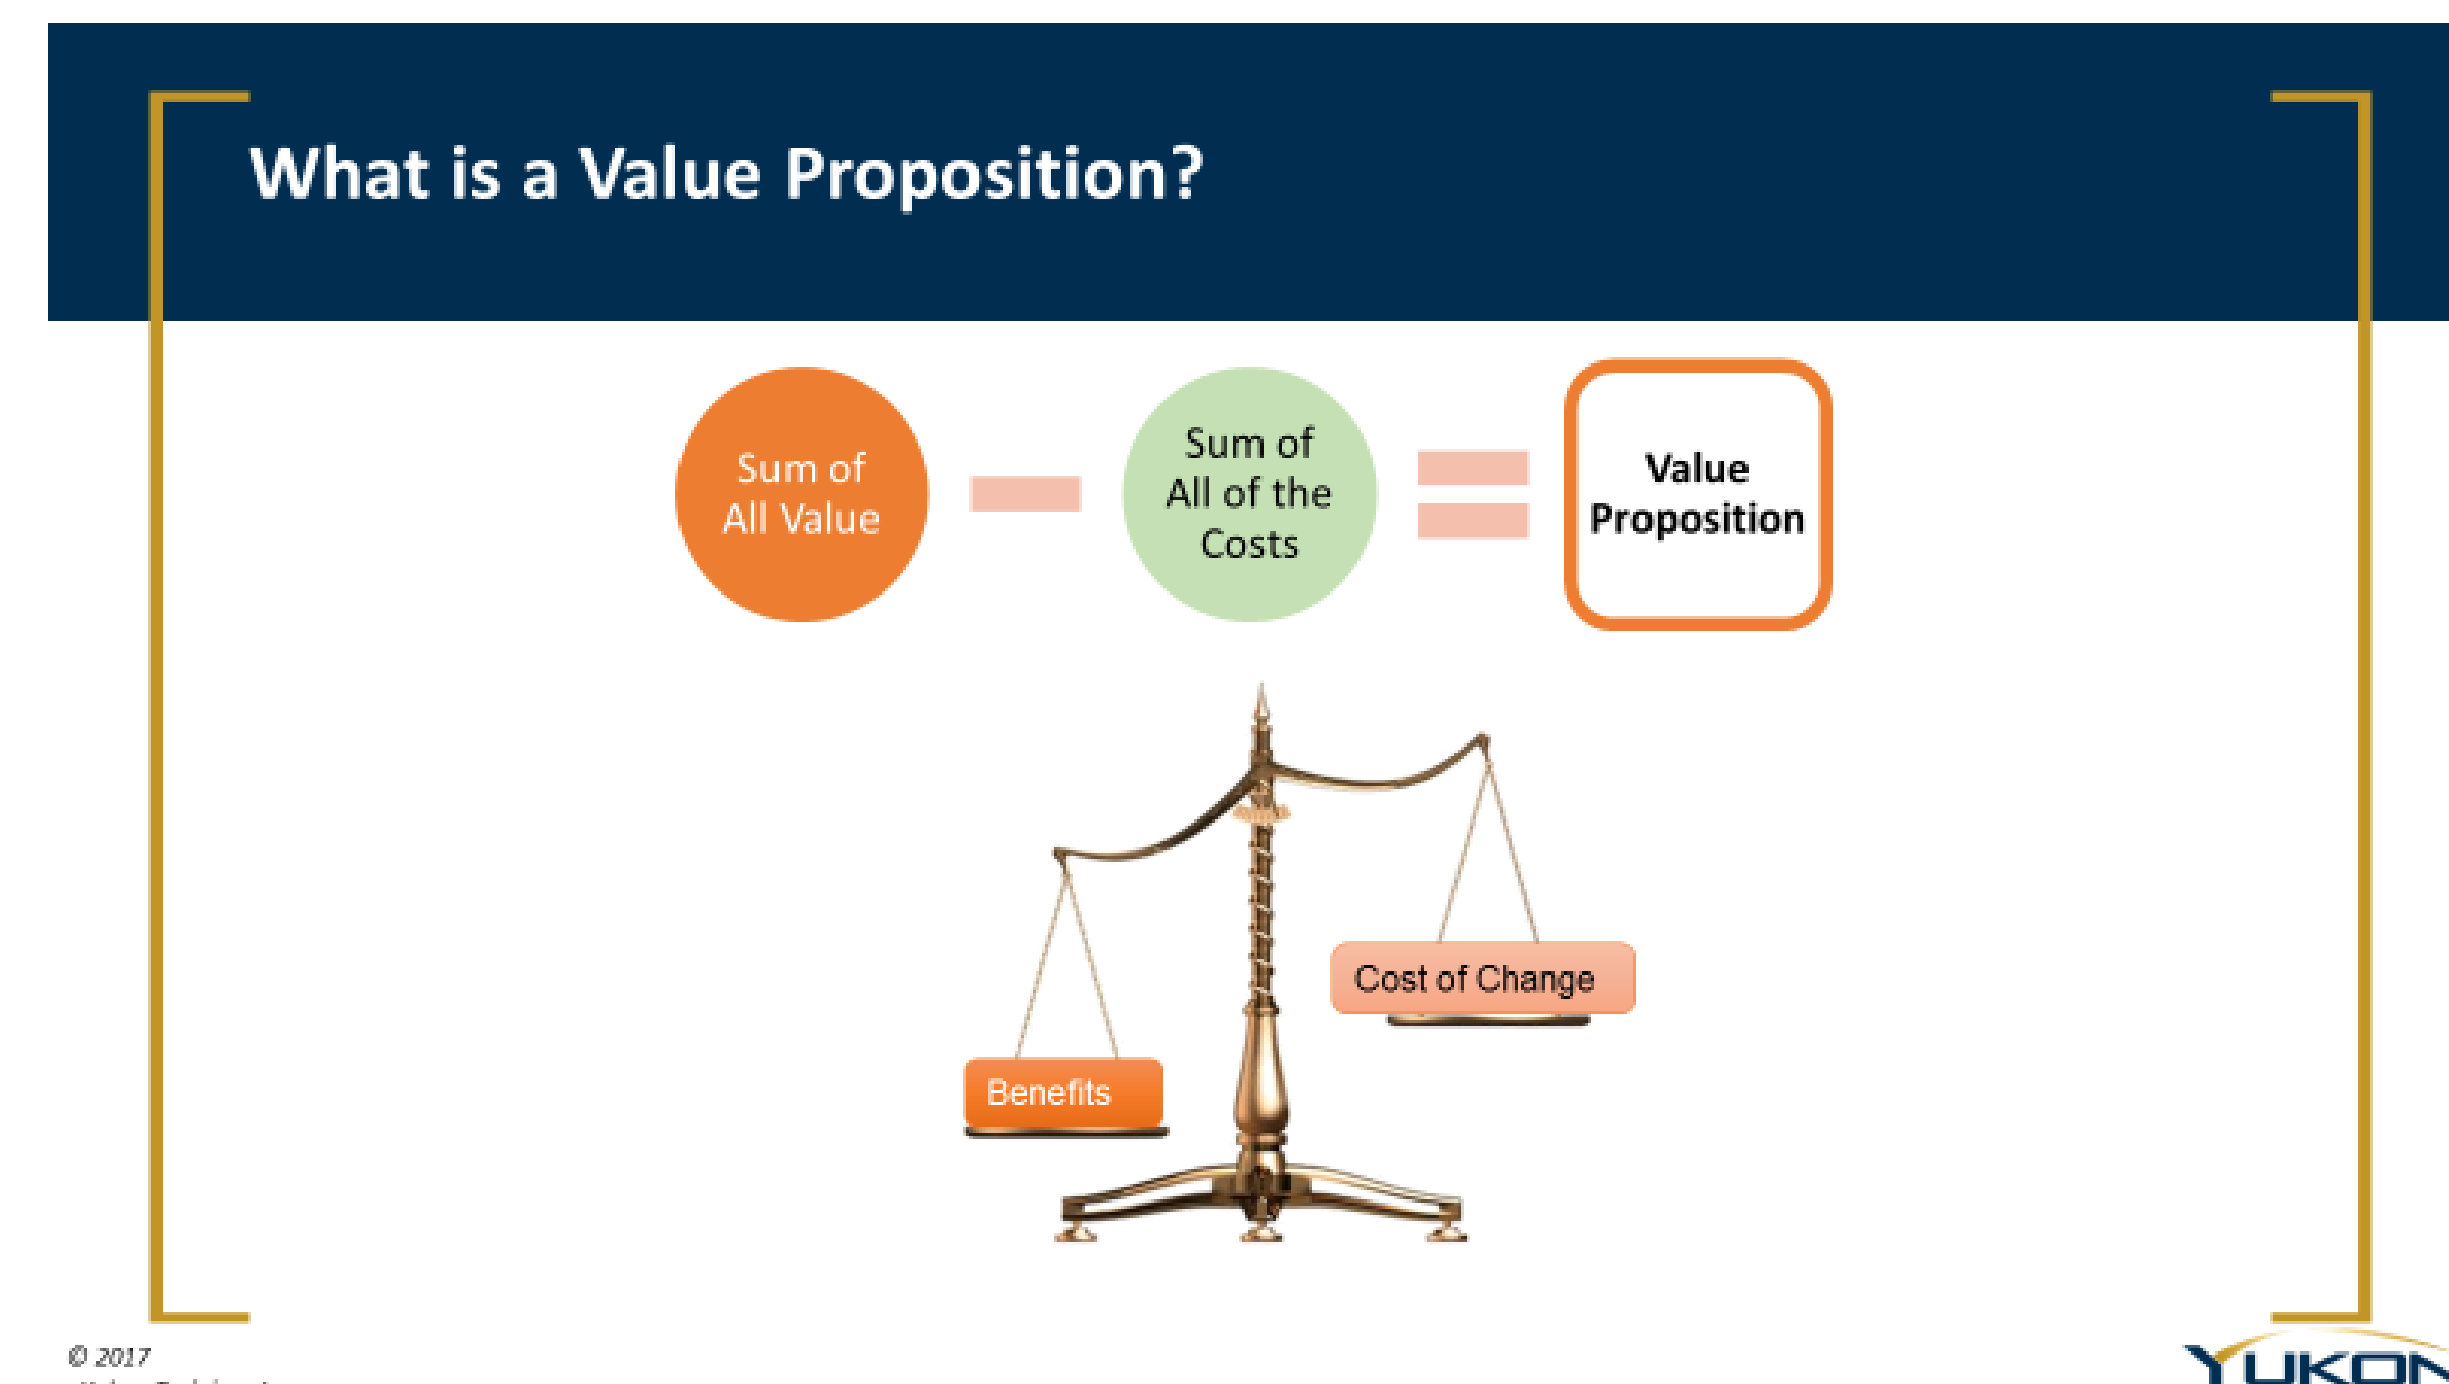 What is a Value Proposition?
Sum of
All Value
Sum of
All of the
Costs
Value
Proposition
Cost of Change
Benefits
© 2017
YUKON